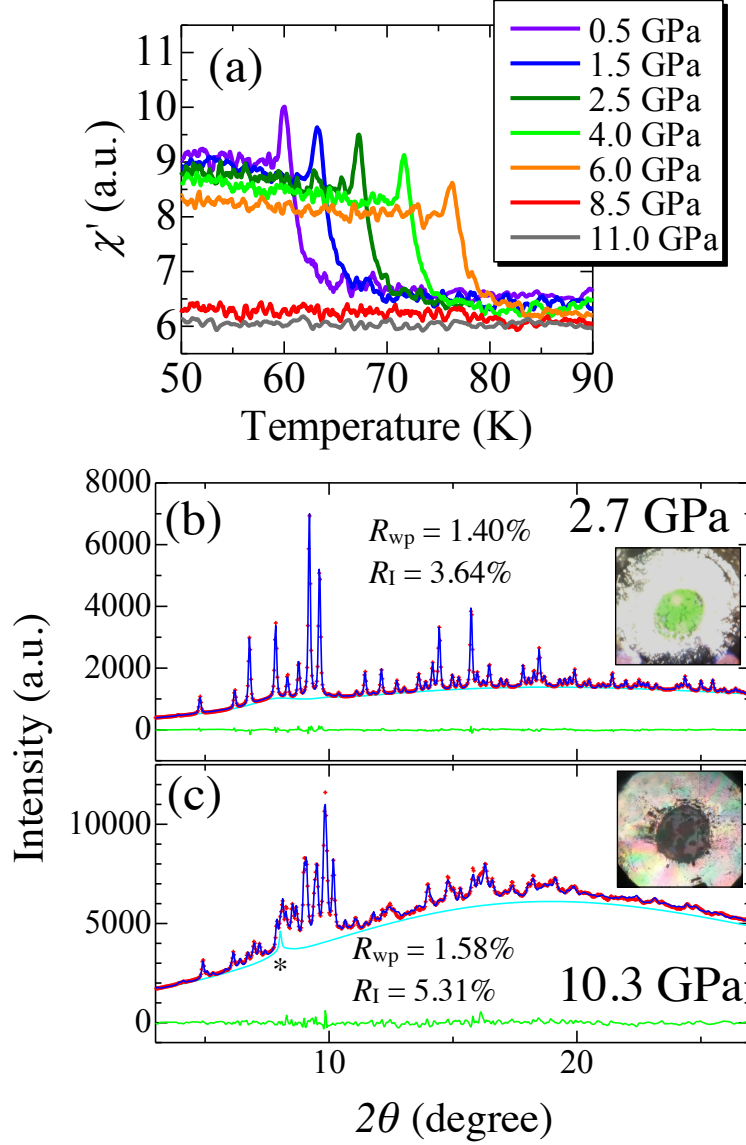 (a)
0.5 GPa
1.5 GPa
2.5 GPa
4.0 GPa
6.0 GPa
8.5 GPa
11.0 GPa
11
10
9
8
7
6
χ' (a.u.)
50 60 70 80 90
Temperature (K)
(b)
2.7 GPa
Rwp = 1.40%
RI = 3.64%
8000
6000
4000
2000
0
Intensity (a.u.)
(c)
10000
5000
0
*
Rwp = 1.58%
RI = 5.31%
10.3 GPa
10 20
2θ (degree)